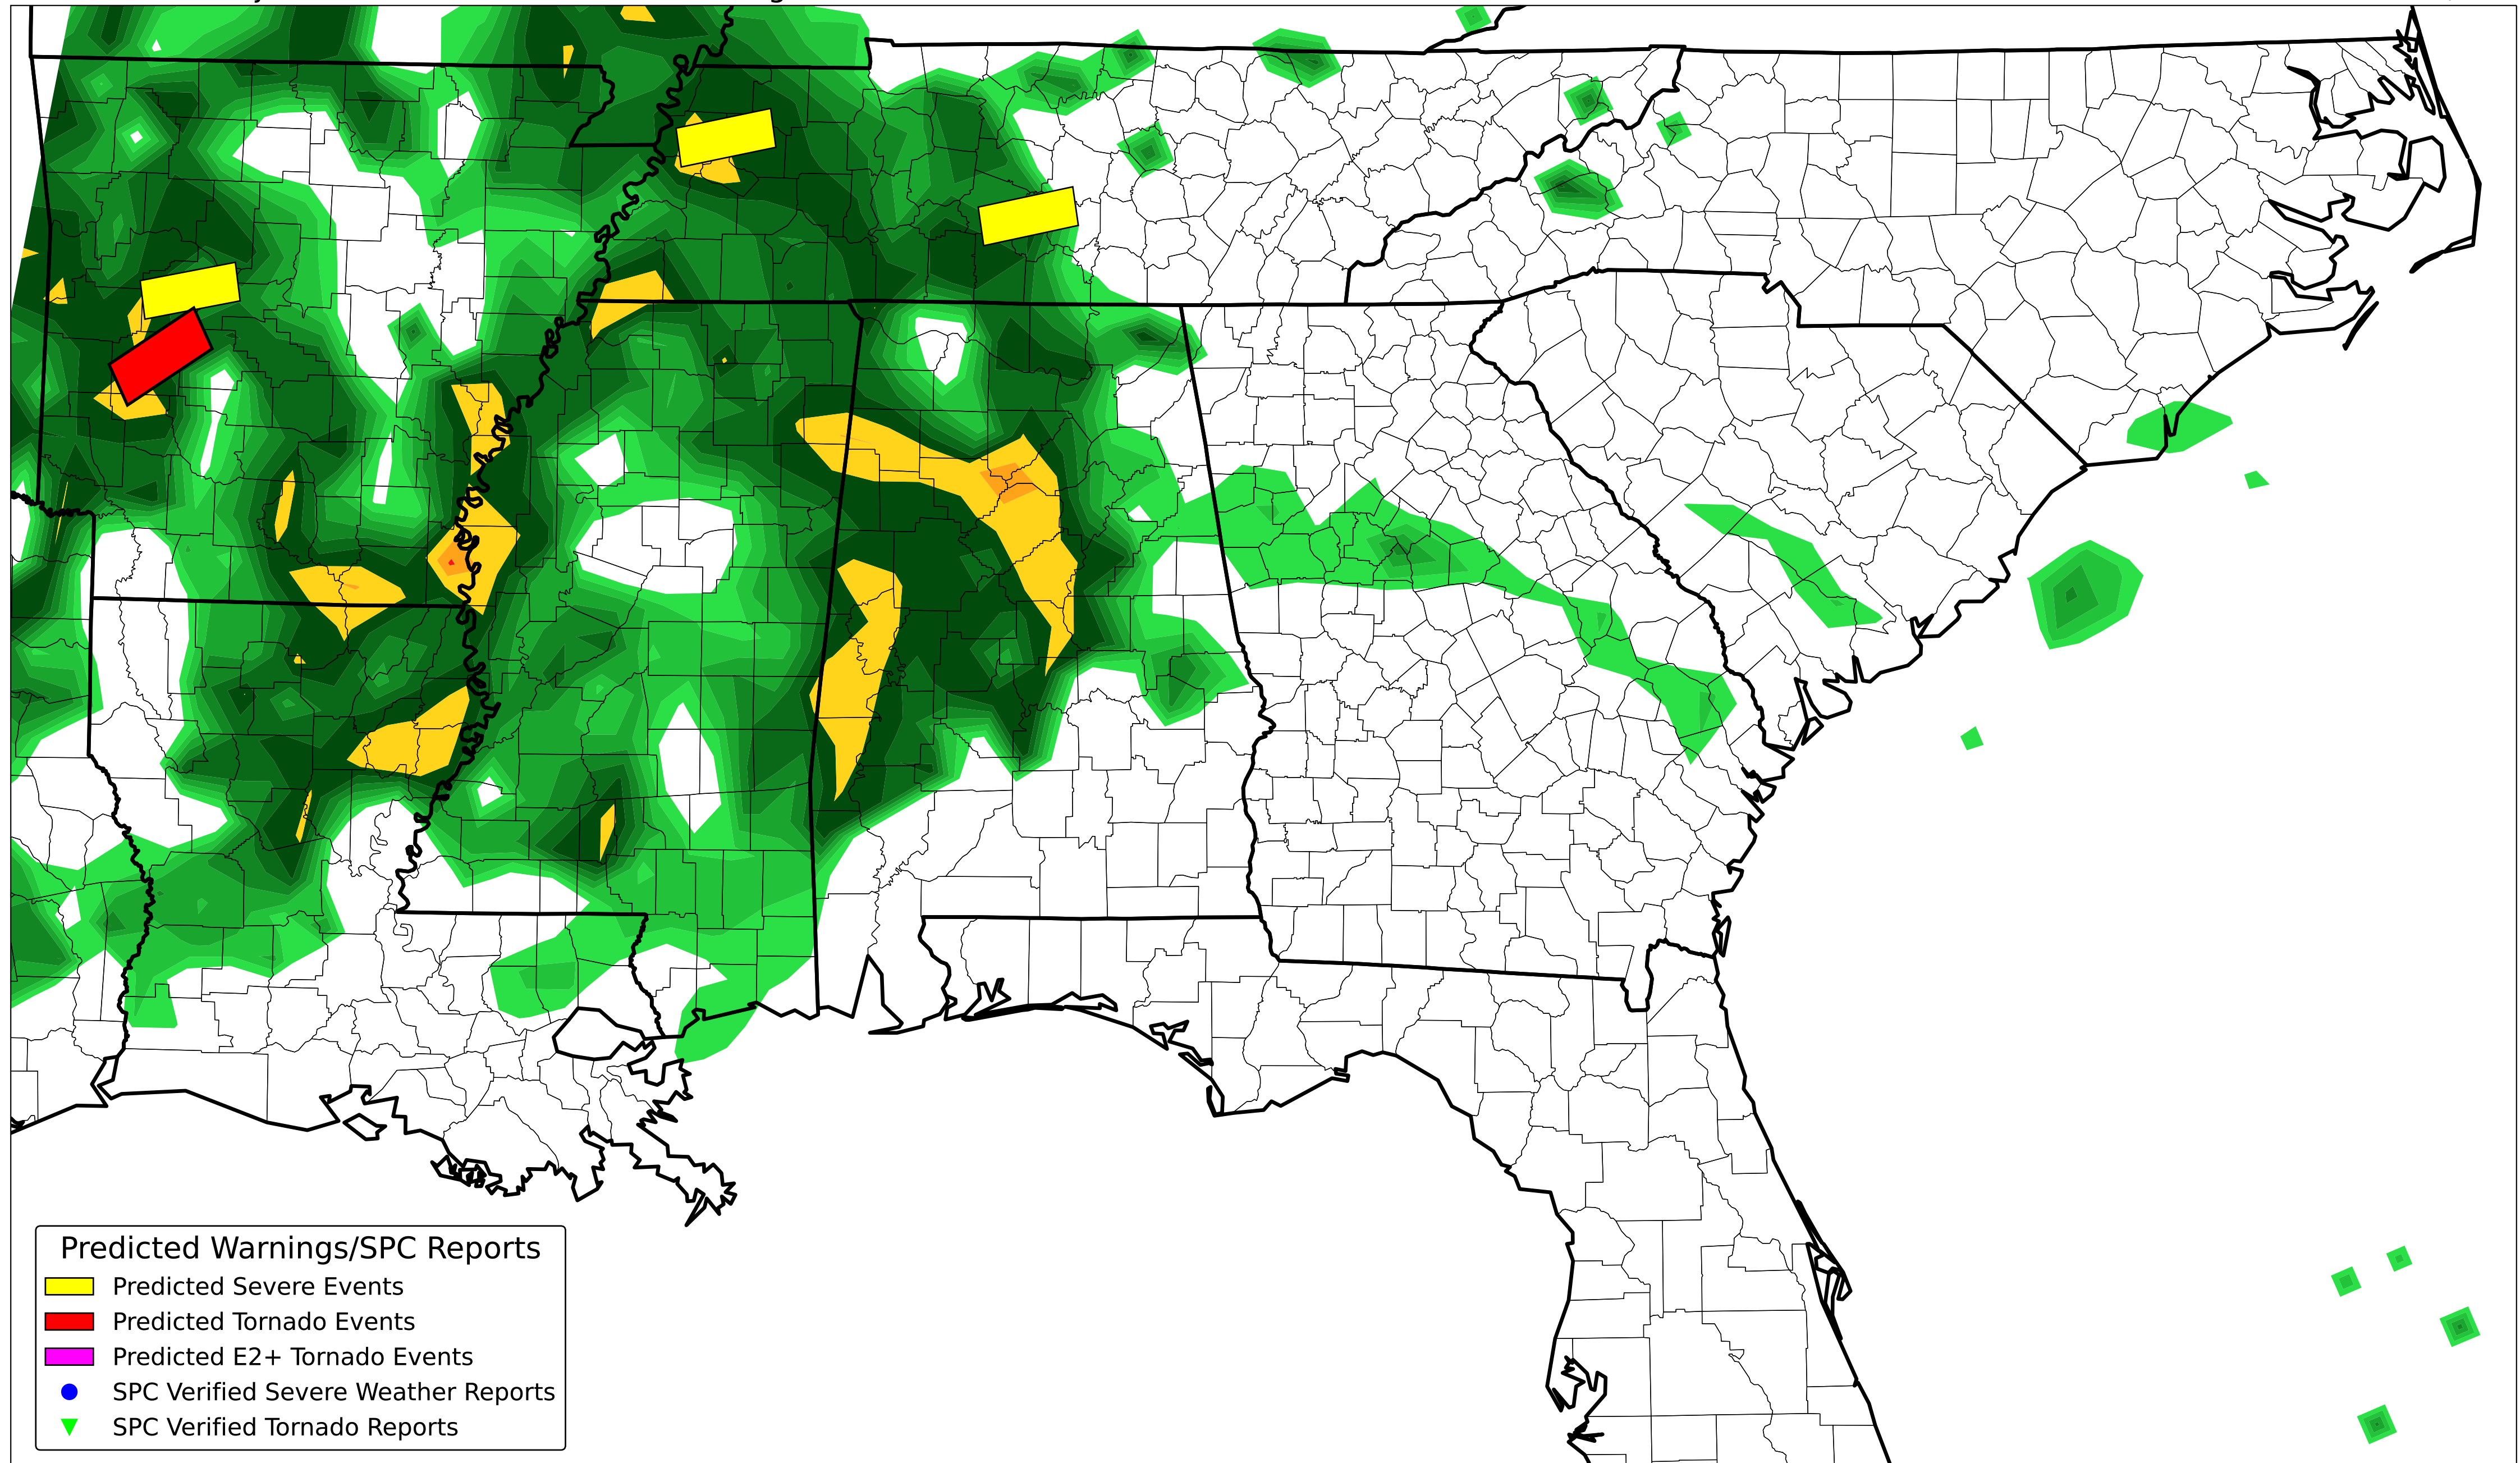 Predicted Warnings/SPC Reports
Predicted Severe Events
Predicted Tornado Events
Predicted E2+ Tornado Events
SPC Verified Severe Weather Reports
SPC Verified Tornado Reports